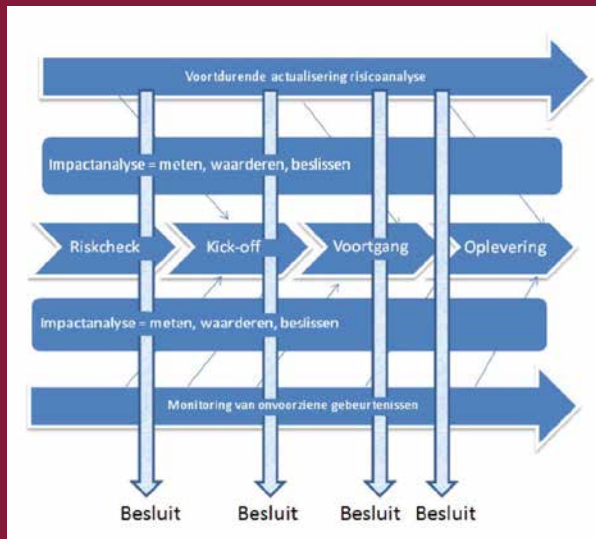 Voortdurende actualisering risicoanalyse
Impactanalyse = meten, waarderen, beslissen
Riskcheck
Kick-off
Voortgang
Oplevering
Impactanalyse = meten, waarderen, beslissen
Monitoring van onvoorziene gebeurtenissen
Besluit
Besluit
Besluit
Besluit